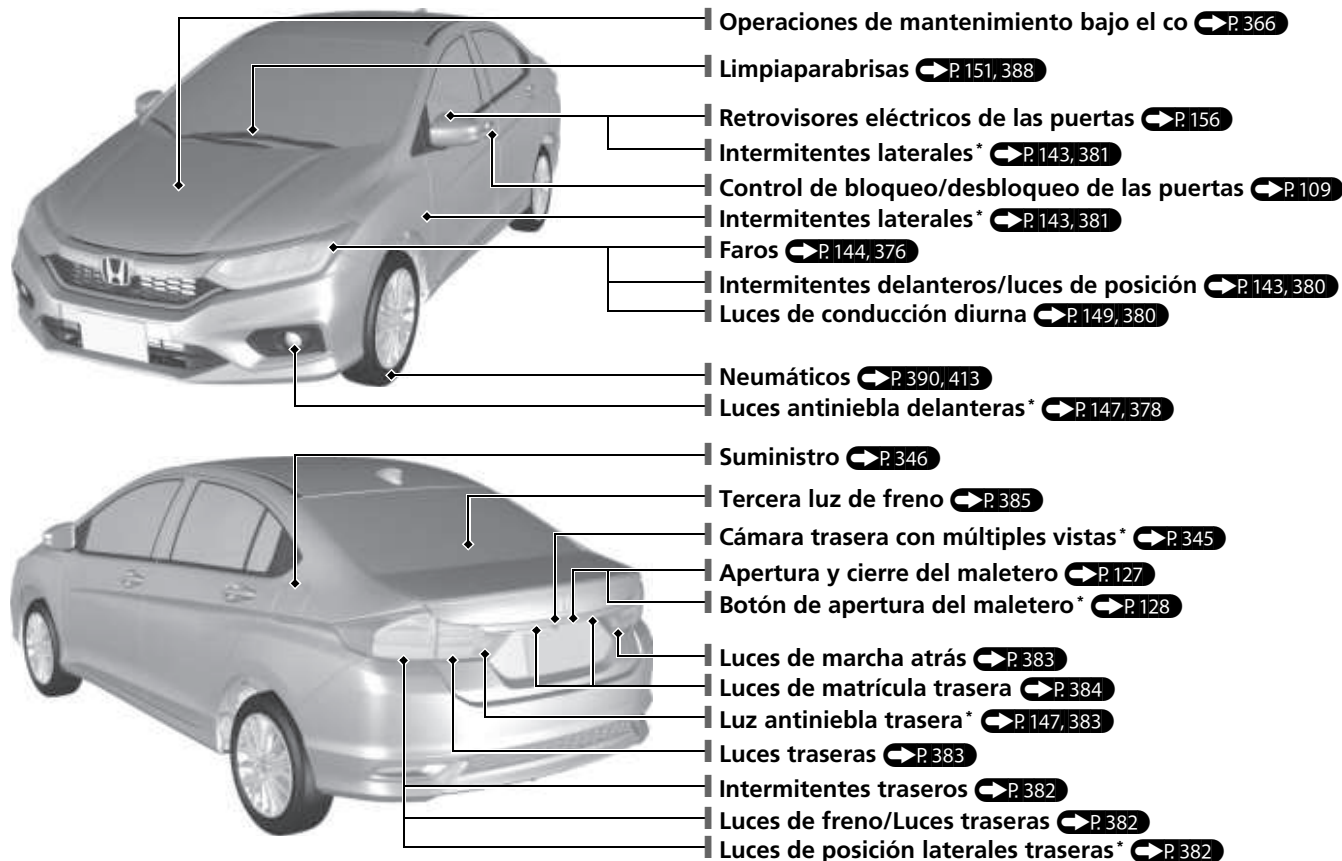 Operaciones de mantenimiento bajo el co P. 366
Limpiaparabrisas P. 151, 388
Retrovisores eléctricos de las puertas P. 156
Intermitentes laterales* P. 143, 381
Control de bloqueo/desbloqueo de las puertas P. 109
Intermitentes laterales* P. 143, 381
Faros P. 144, 376
Intermitentes delanteros/luces de posición P. 143, 380
Luces de conducción diurna P. 149, 380
Neumáticos P. 390, 413
Luces antiniebla delanteras* P. 147, 378
Suministro P. 346
Tercera luz de freno P. 385
Cámara trasera con múltiples vistas* P. 345
Apertura y cierre del maletero P. 127
Botón de apertura del maletero* P. 128
Luces de marcha atrás P. 383
Luces de matrícula trasera P. 384
Luz antiniebla trasera* P. 147, 383
Luces traseras P. 383
Intermitentes traseros P. 382
Luces de freno/Luces traseras P. 382
Luces de posición laterales traseras* P. 382